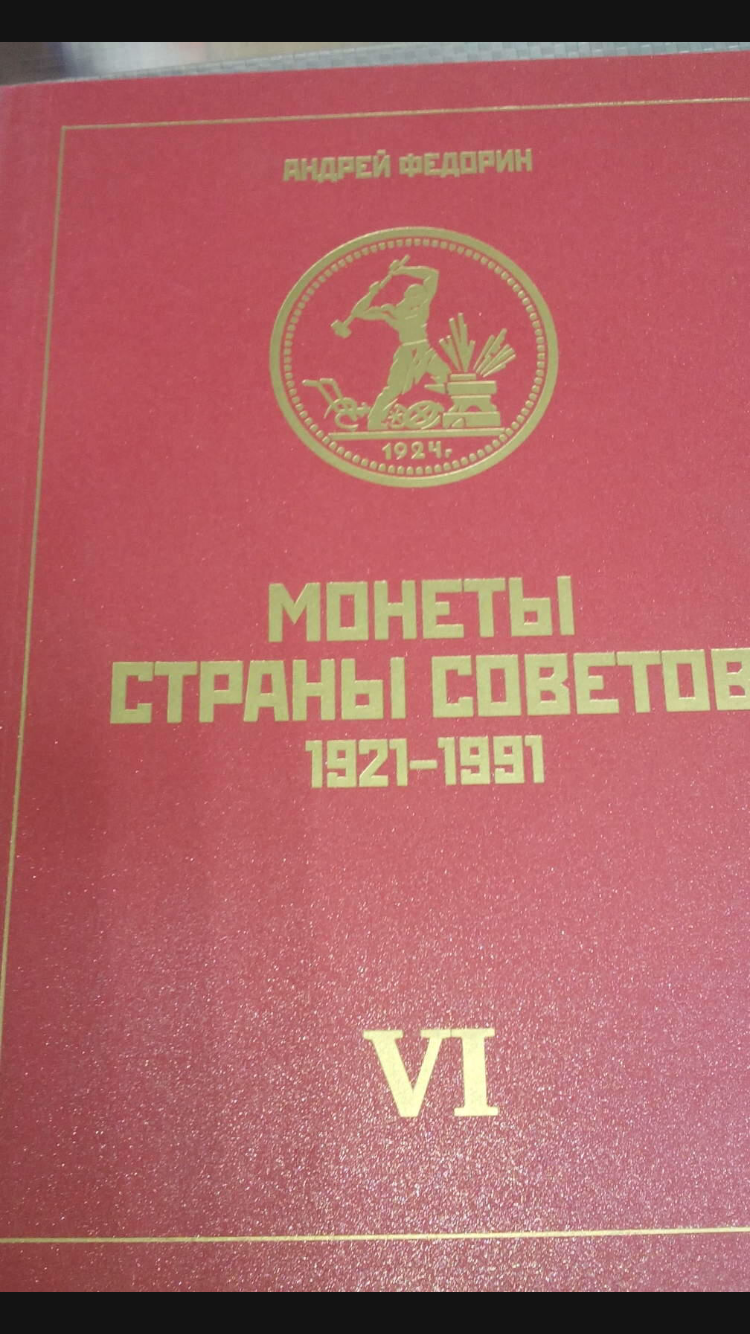 АНДРЕЙ ФЕДОРИН
1924г.
МОНЕТЫ
СТРАНЫ СОВЕТОВ
1921-1991
VI